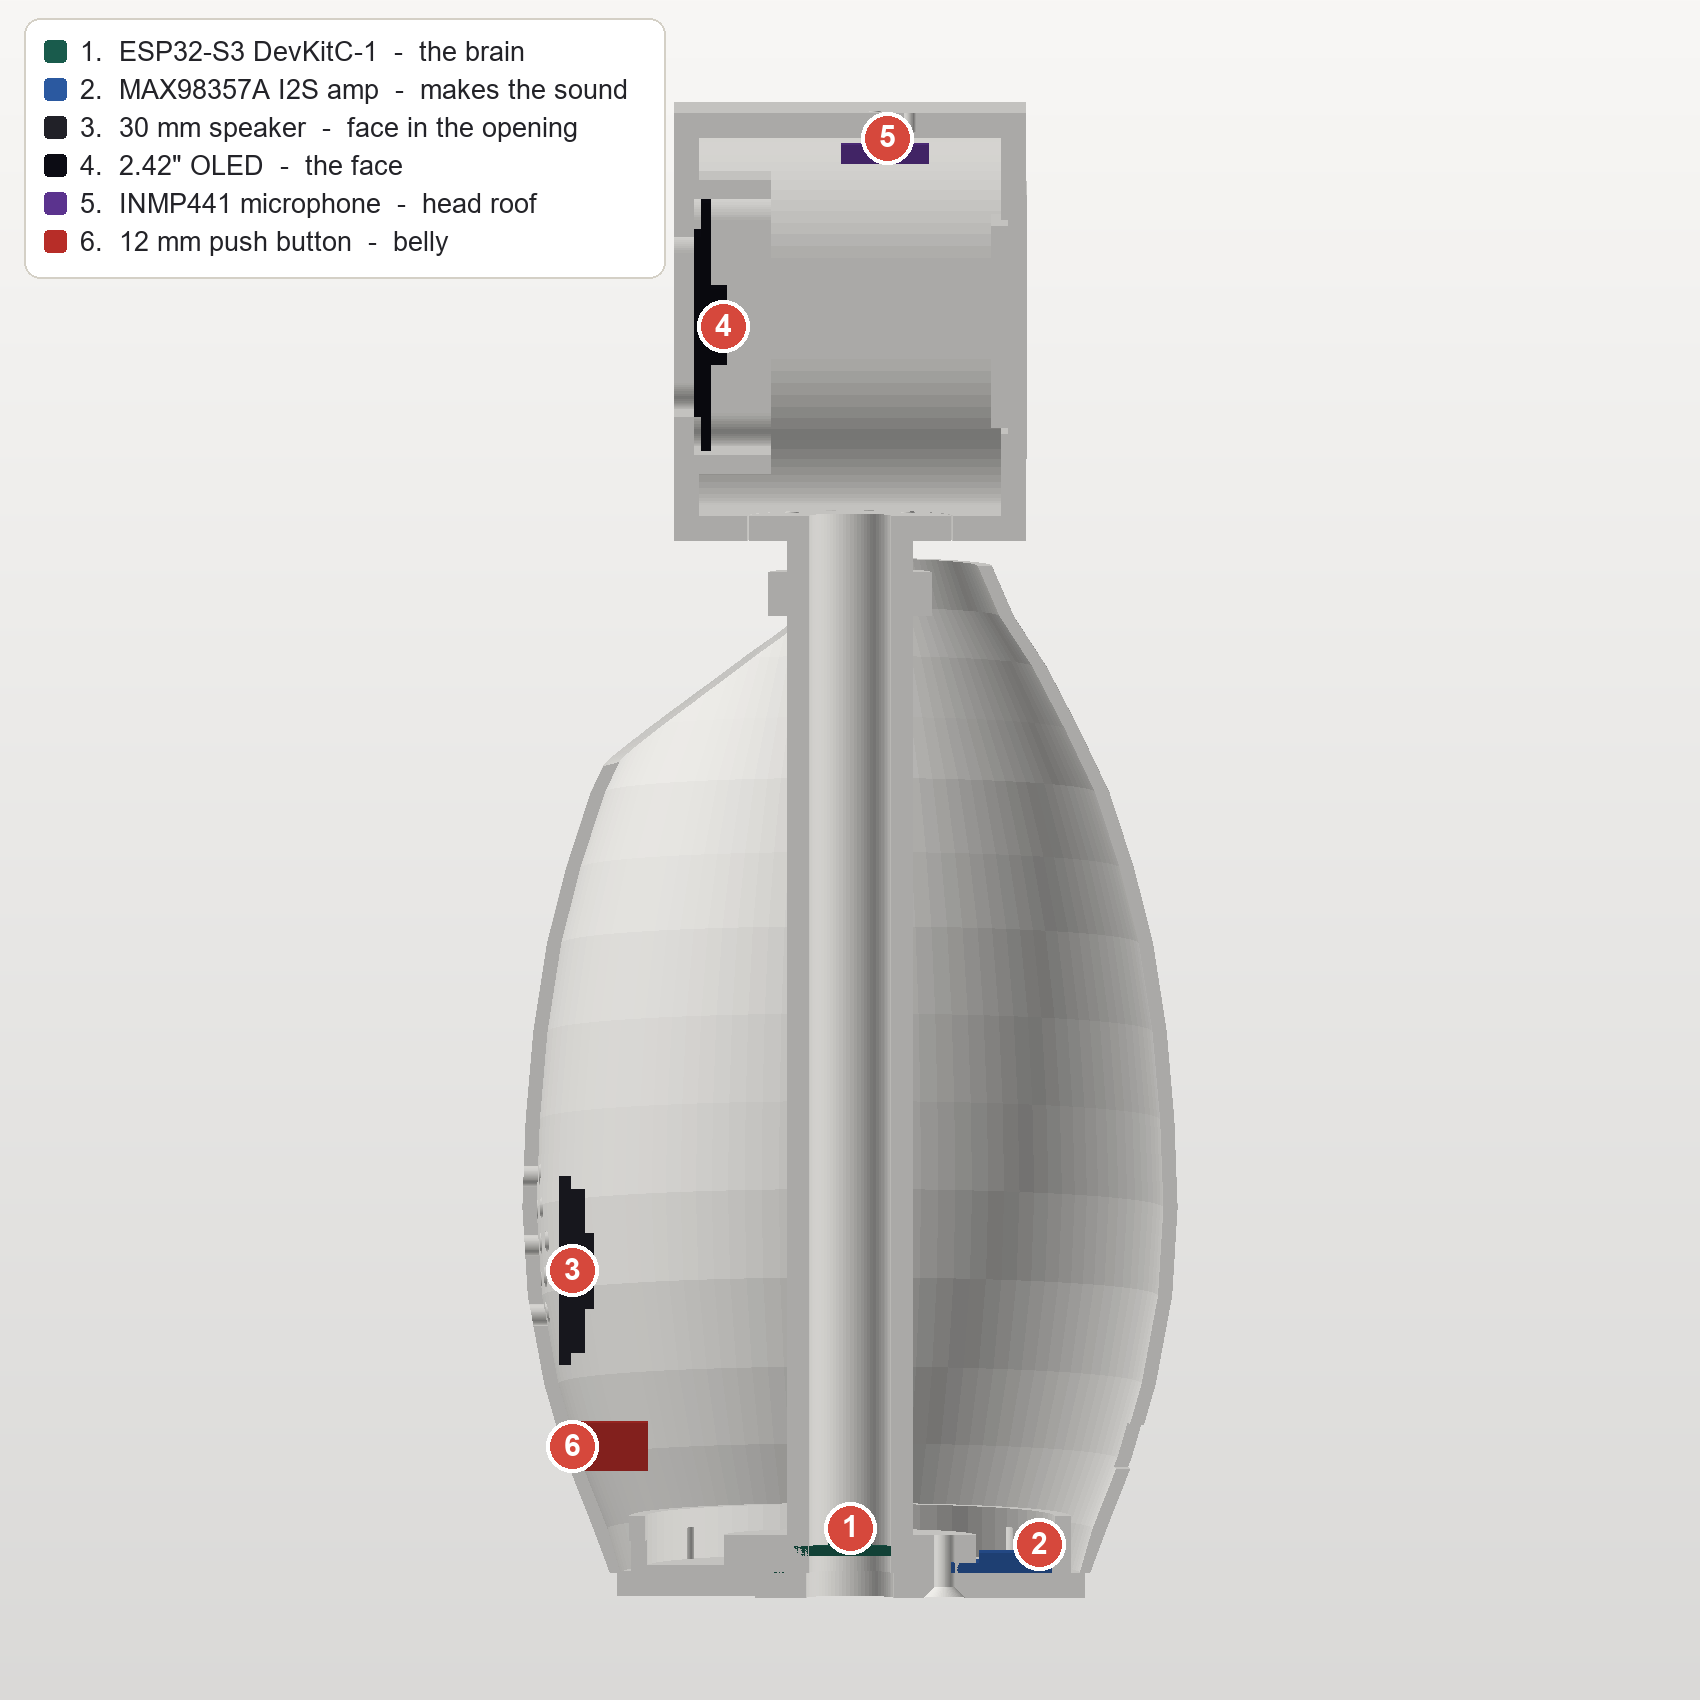 1. ESP32-S3 DevKitC-1 - the brain
2. MAX98357A I2S amp - makes the sound
3. 30 mm speaker - face in the opening
4. 2.42" OLED - the face
5. INMP441 microphone - head roof
6. 12 mm push button - belly
5
4
3
6
1
2